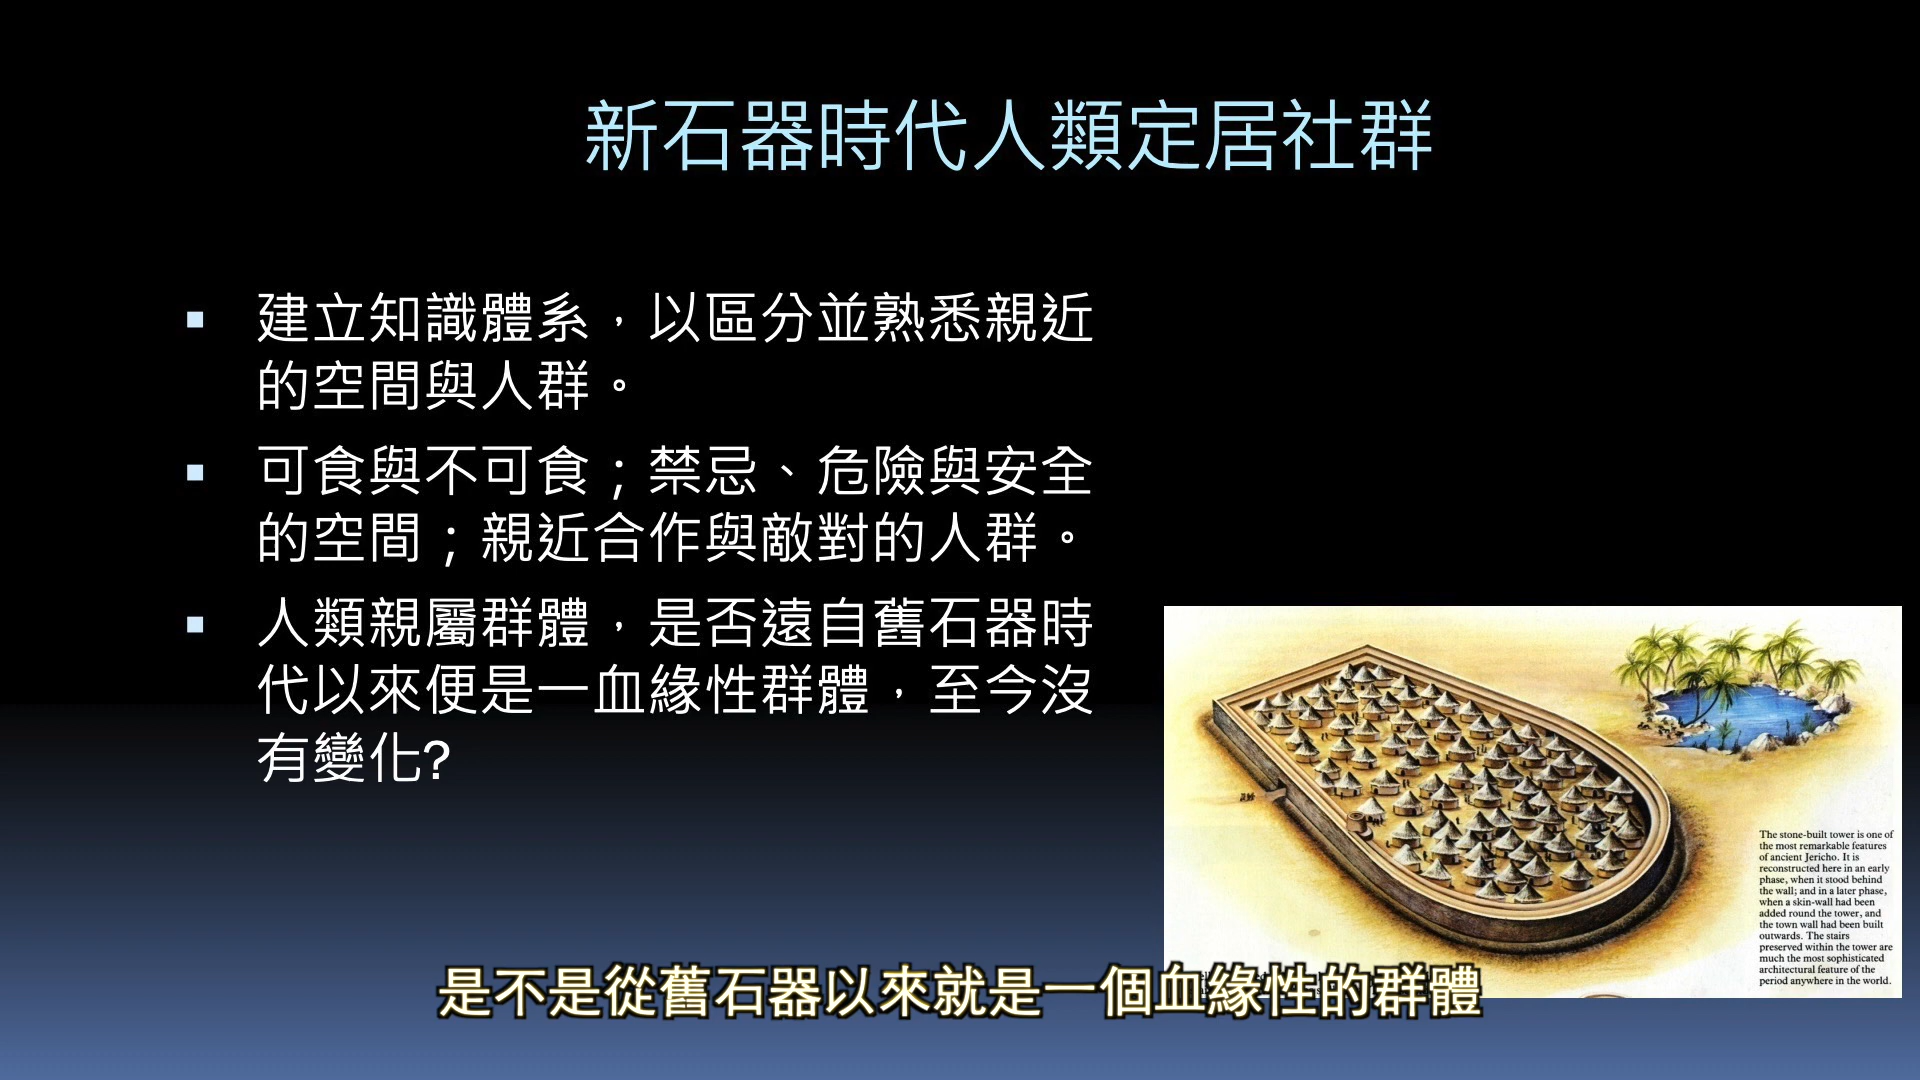 新石器時代人類定居社群
建立知識體系，以區分並熟悉親近
的空間與人群。
可食與不可食；禁忌、危險與安全
的空間；親近合作與敵對的人群。
人類親屬群體，是否遠自舊石器時
代以來便是一血緣性群體，至今沒
有變化?
The stone-built tower is one of
the most remarkable features
of ancient Jericho. It is
reconstructed here in an early
phase, when it stood behind
the wall; and in a later phase,
when a skin-wall had been
added round the tower, and
the town wall had been built
outwards. The stairs
preserved within the tower are
much the most sophisticated
architectural feature of the
period anywhere in the world.
是不是從舊石器以來就是一個血緣性的群體